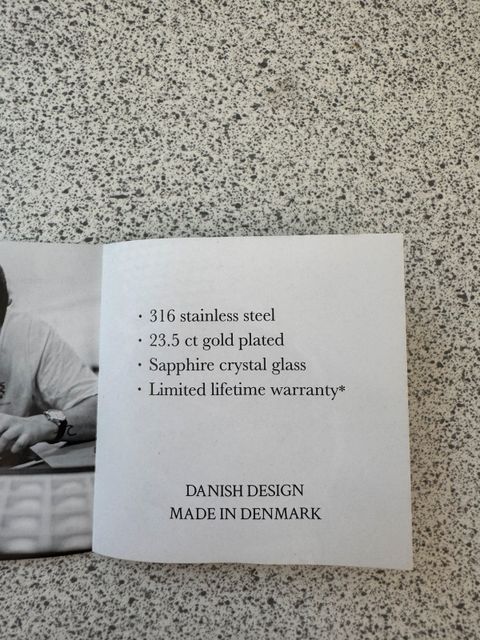 · 316 stainless steel
· 23.5 ct gold plated
· Sapphire crystal glass
· Limited lifetime warranty*
DANISH DESIGN
MADE IN DENMARK